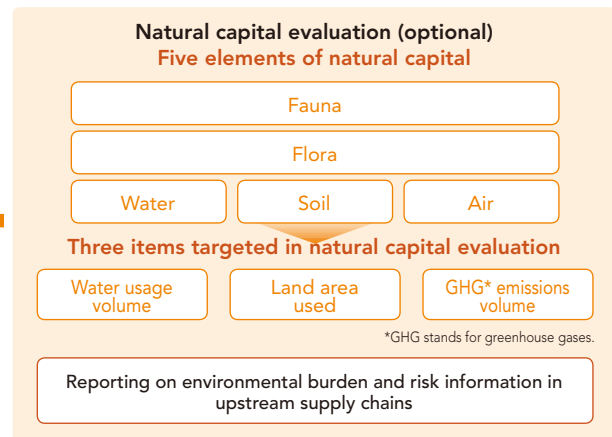 Natural capital evaluation (optional)
Five elements of natural capital
Fauna
Flora
Water
Soil
Air
Three items targeted in natural capital evaluation
Water usage
volume
Land area
used
GHG* emissions
volume
*GHG stands for greenhouse gases.
Reporting on environmental burden and risk information in
upstream supply chains